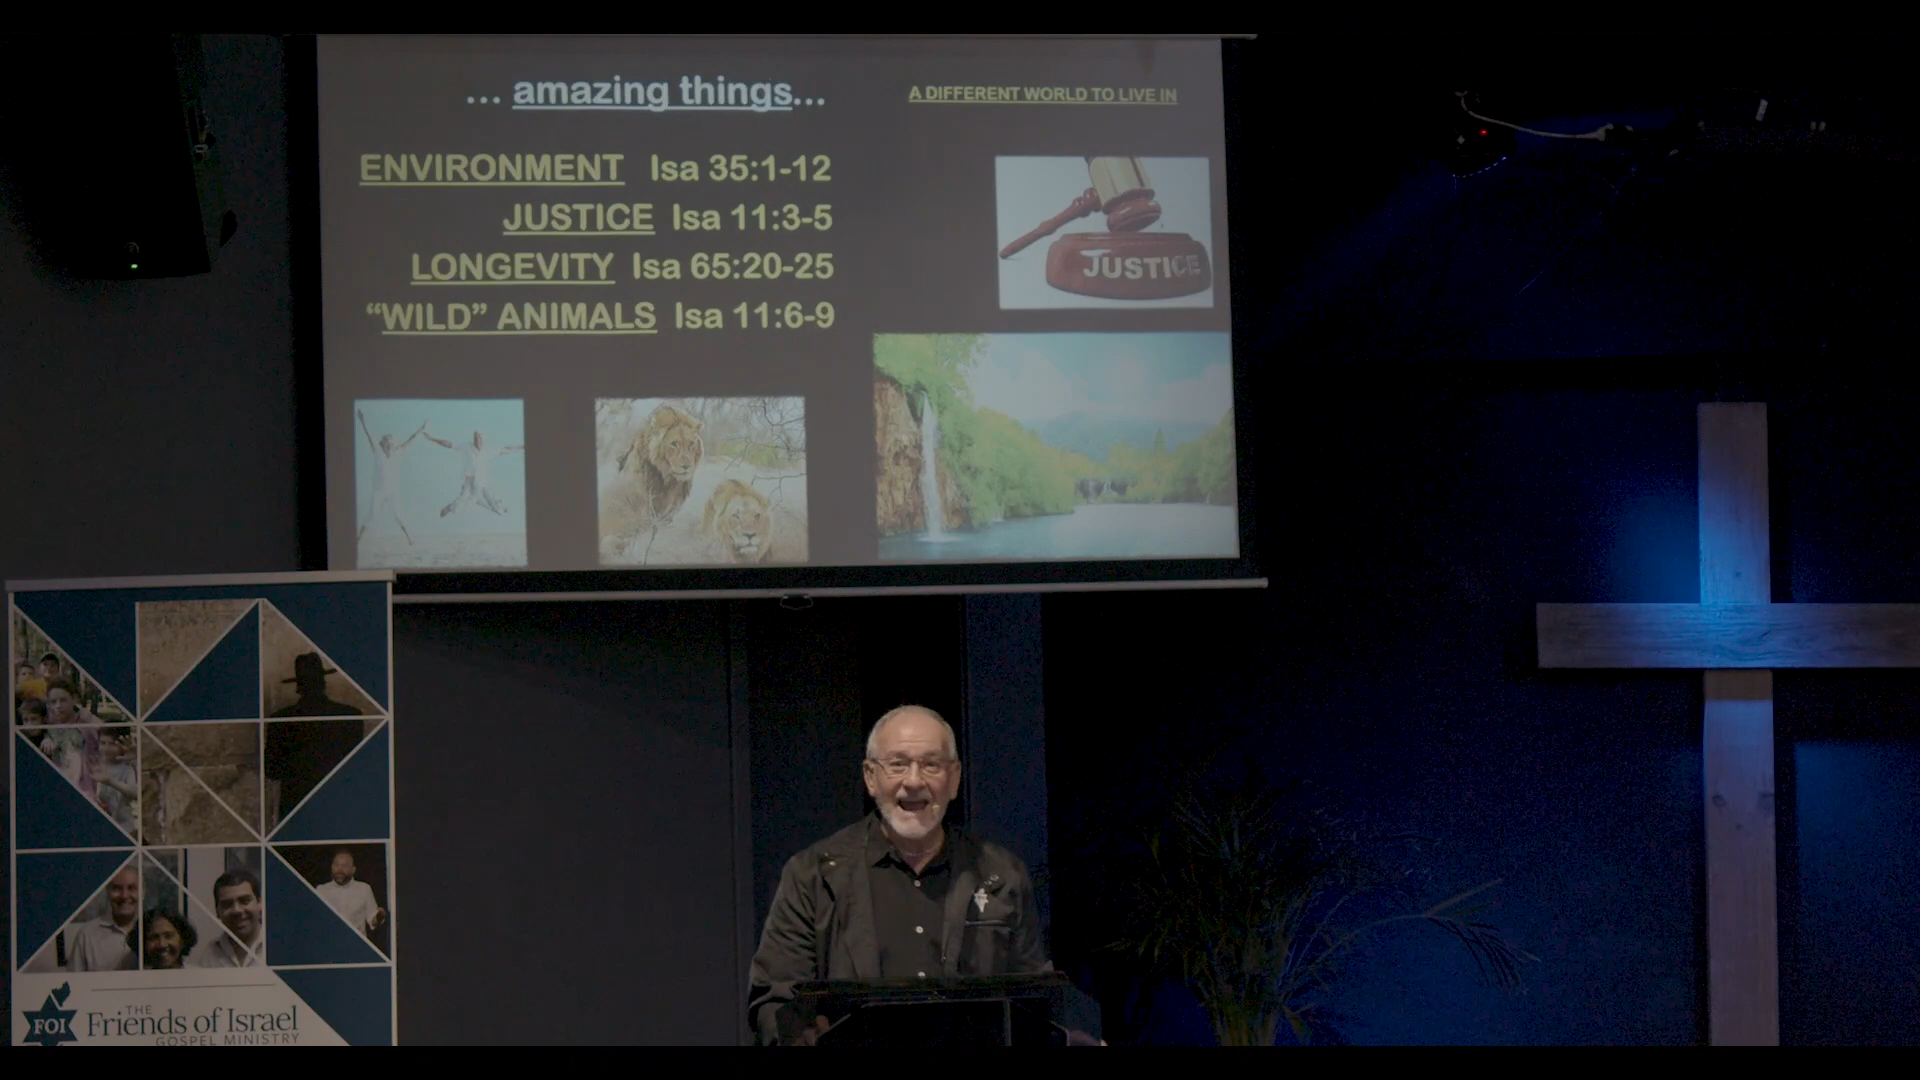 ... amazing things...
A DIFFERENT WORLD TO LIVE IN
ENVIRONMENT Isa 35:1-12
JUSTICE Isa 11:3-5
LONGEVITY Isa 65:20-25
“WILD” ANIMALS Isa 11:6-9
JUSTICE
FOI
THE
Friends of Israel
GOSPEL MINISTRY